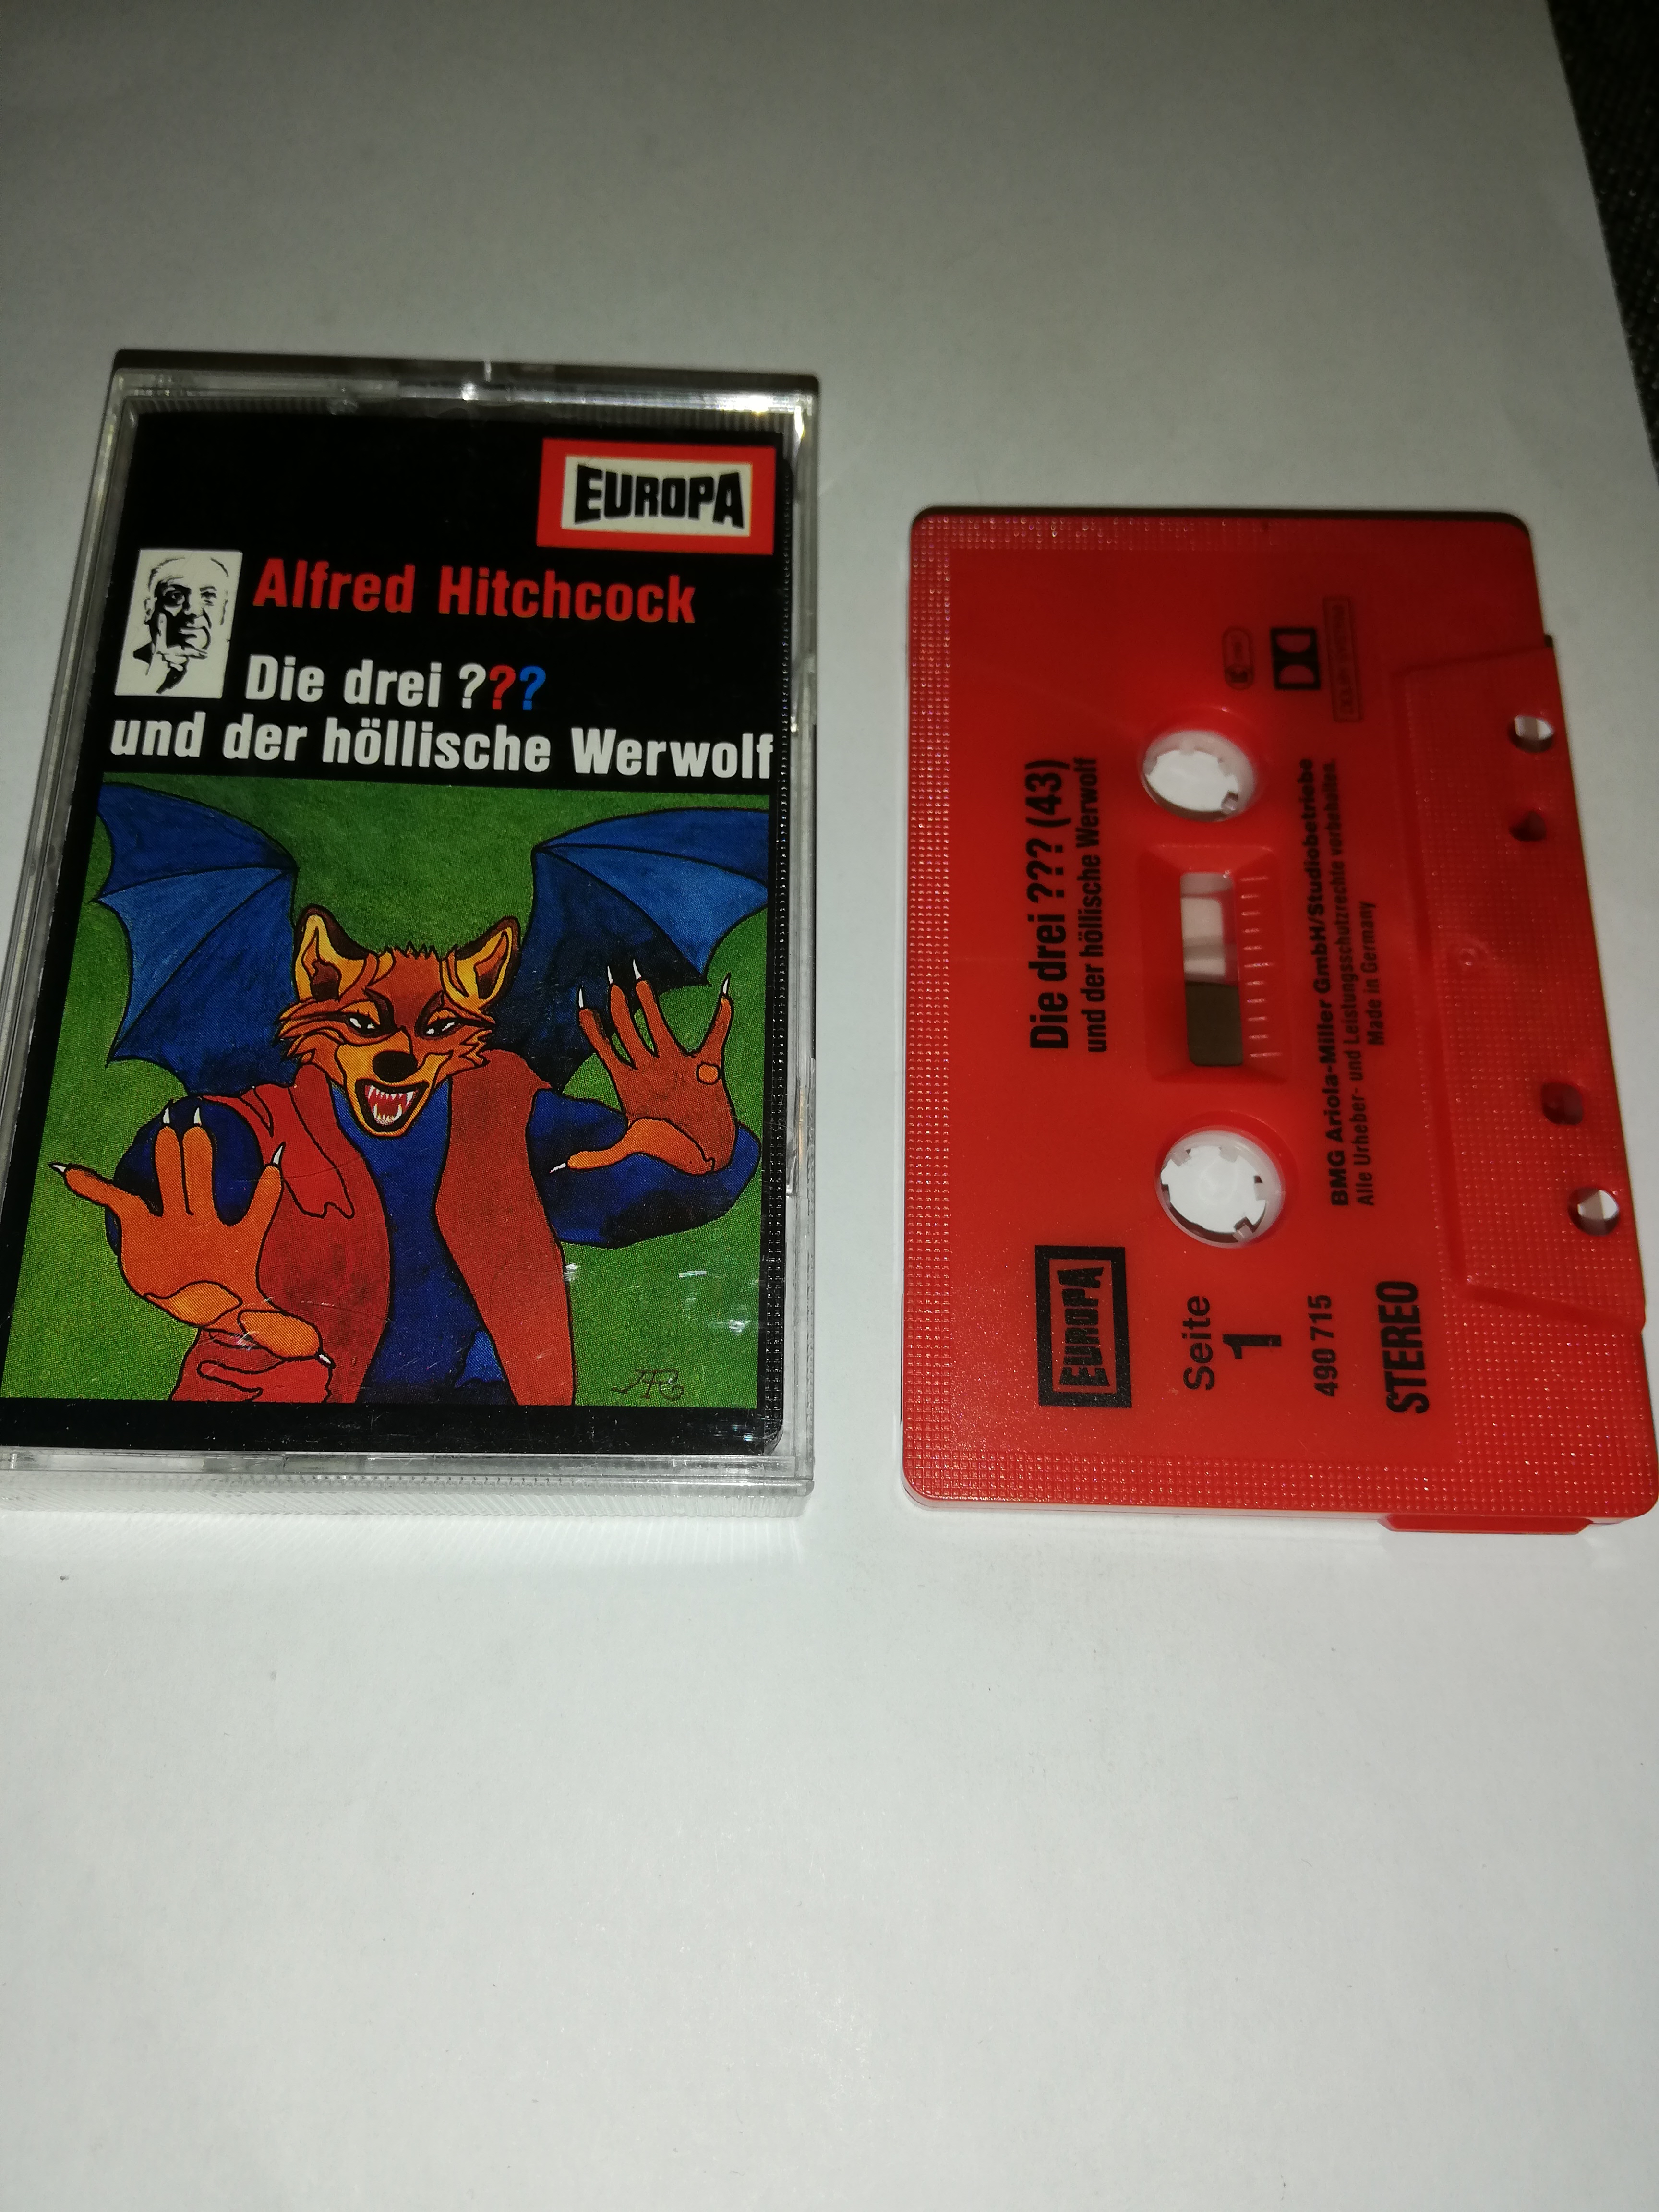 EUROPA
Alfred Hitchcock
Die drei ???
und der höllische Werwolf
AR
Die drei ??? (43)
und der höllische Werwolf
EUROPA
Seite
1
490 715
STEREO
BMG Ariola-Miller GmbH/Studiobetriebe
Alle Urheber- und Leistungsschutzrechte vorbehalten.
Made in Germany